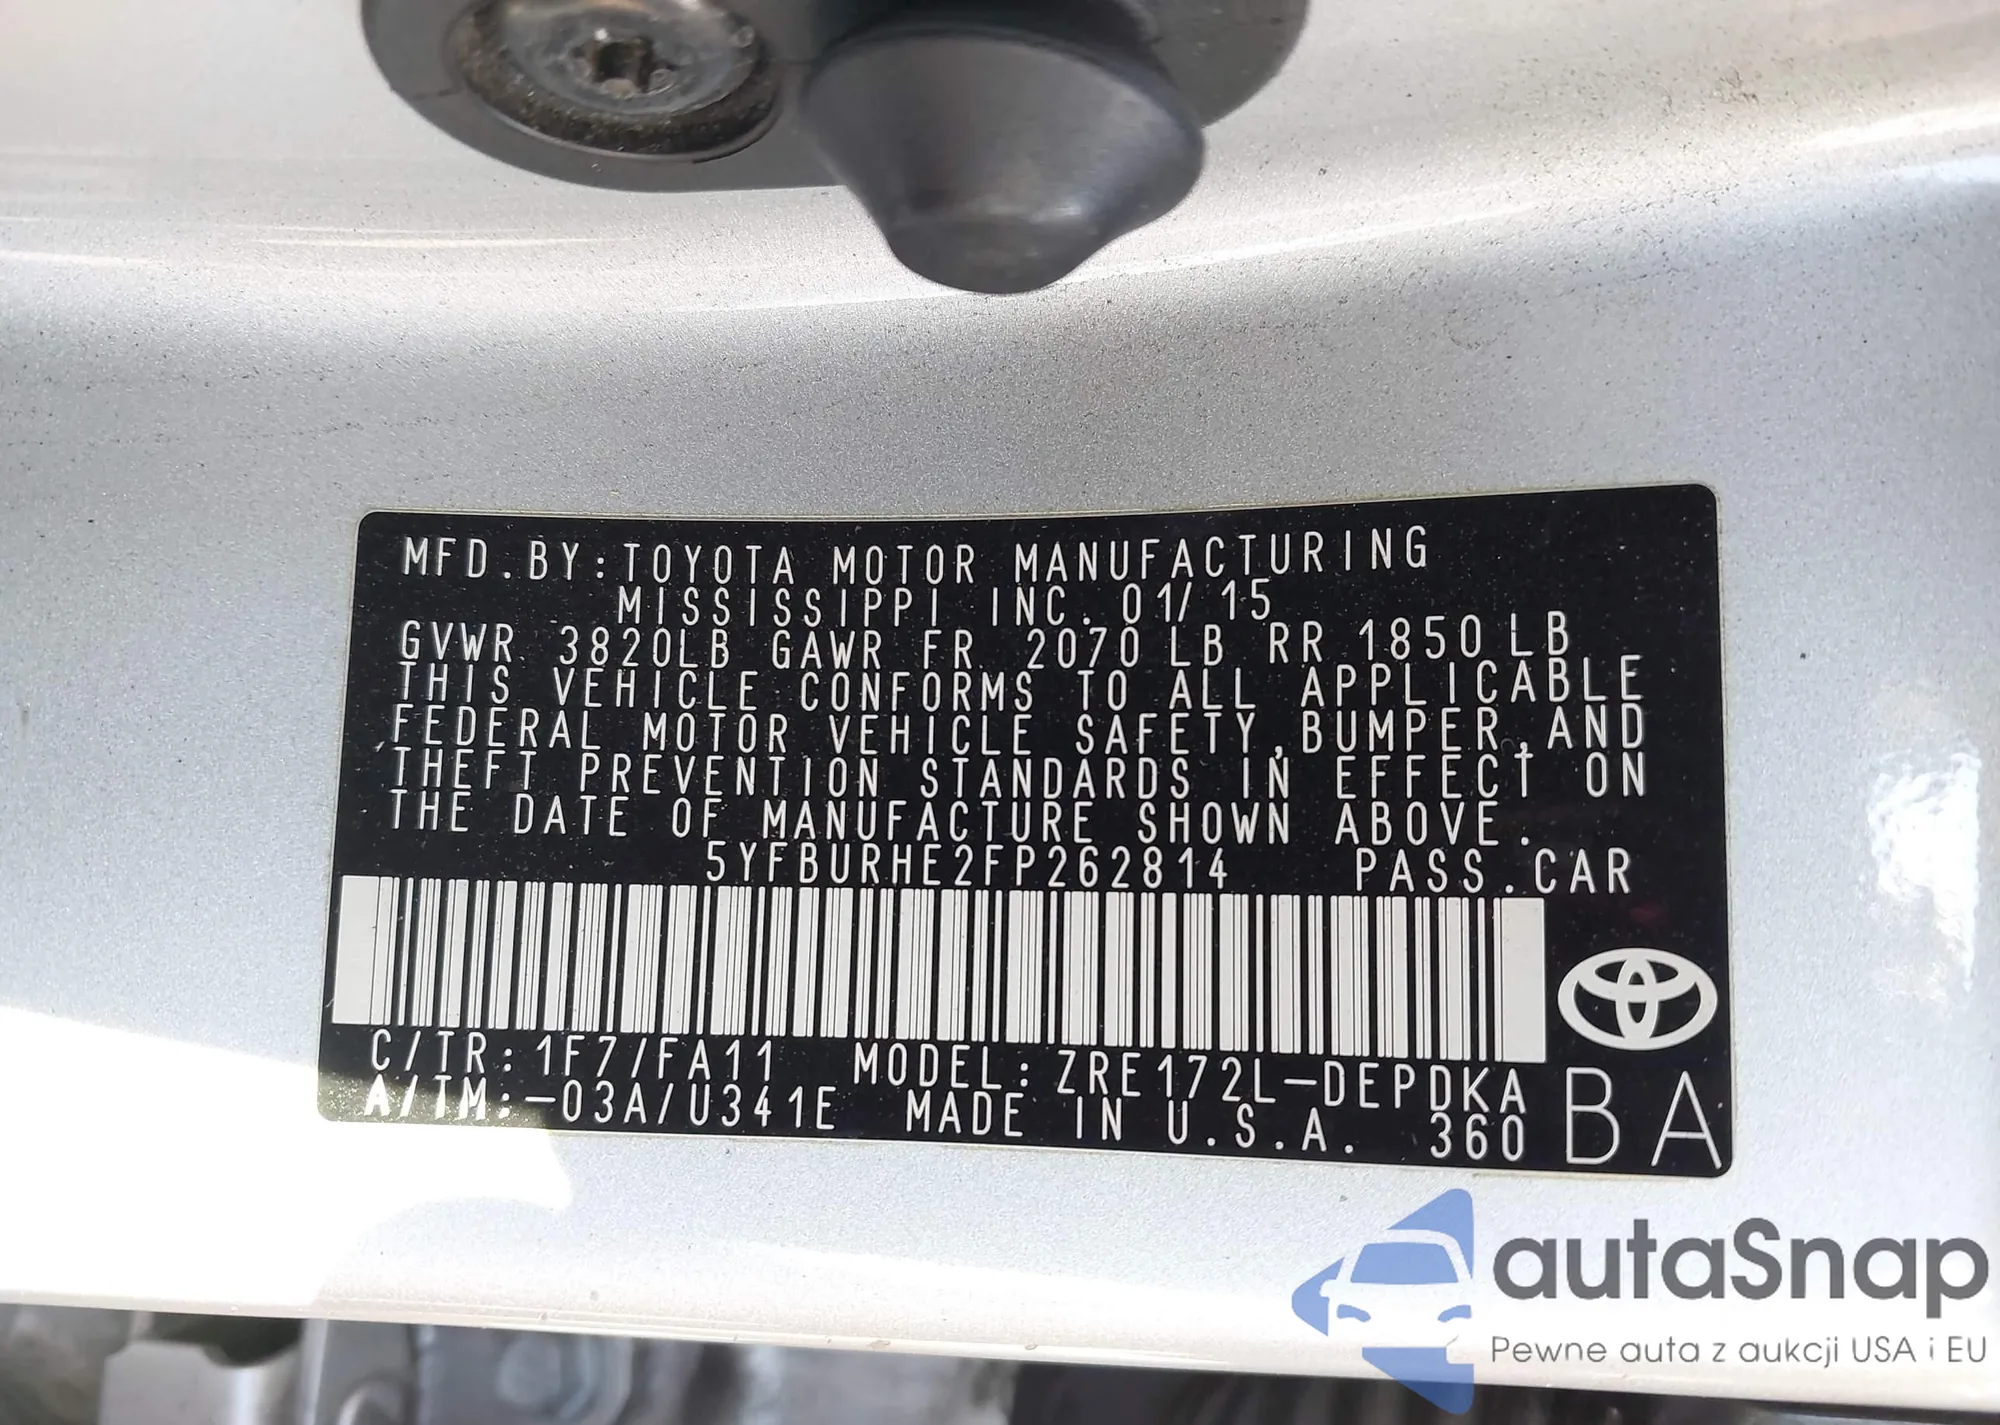 MFD.BY:TOYOTA MOTOR MANUFACTURING
MISSISSIPPI INC. 01/15
GVWR 3820LB GAWR FR 2070 LB RR 1850 LB
THIS VEHICLE CONFORMS TO ALL APPLICABLE
FEDERAL MOTOR VEHICLE SAFETY,BUMPER,AND
THEFT PREVENTION STANDARDS IN EFFECT ON
THE DATE OF MANUFACTURE SHOWN ABOVE.
5YFBURHE2FP262814 PASS.CAR
C/TR:1F7/FA11 MODEL:ZRE172L-DEPDKA
A/TM:-03A/U341E MADE IN U.S.A. 360
BA
autaSnap
Pewne auta z aukcji USA i EU